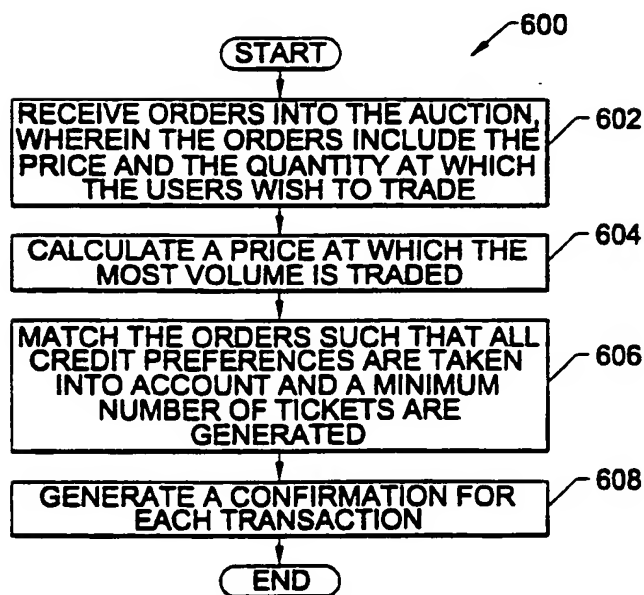 600
START
RECEIVE ORDERS INTO THE AUCTION,
WHEREIN THE ORDERS INCLUDE THE
PRICE AND THE QUANTITY AT WHICH
THE USERS WISH TO TRADE
602
CALCULATE A PRICE AT WHICH THE
MOST VOLUME IS TRADED
604
MATCH THE ORDERS SUCH THAT ALL
CREDIT PREFERENCES ARE TAKEN
INTO ACCOUNT AND A MINIMUM
NUMBER OF TICKETS ARE
GENERATED
606
GENERATE A CONFIRMATION FOR
EACH TRANSACTION
608
END